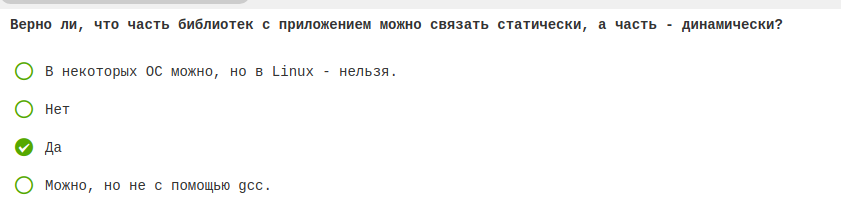 Верно ли, что часть библиотек с приложением можно связать статически, а часть - динамически?
В некоторых ОС можно, но в Linux - нельзя.
Нет
Да
Можно, но не с помощью gcc.